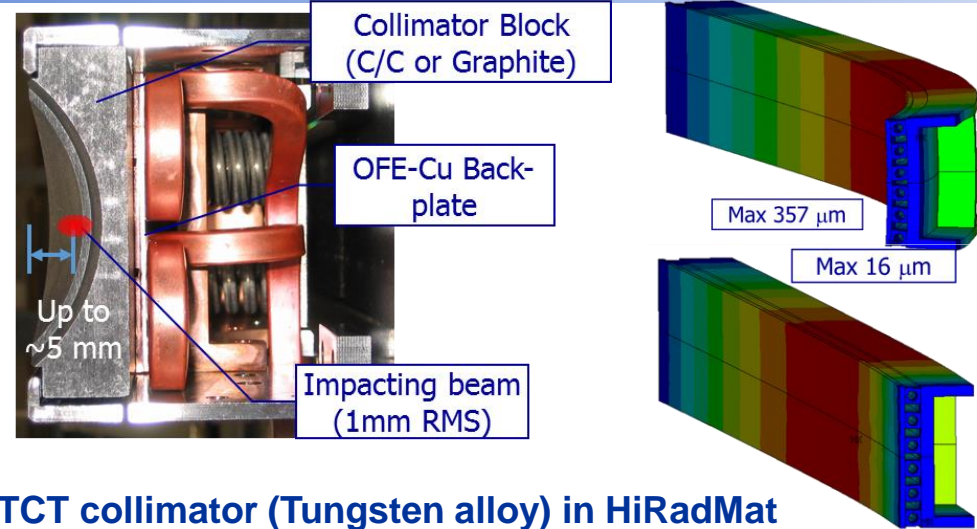 Collimator Block
(C/C or Graphite)
OFE-Cu Back-
plate
Max 357 μm
Max 16 μm
Up to
~5 mm
Impacting beam
(1mm RMS)
TCT collimator (Tungsten alloy) in HiRadMat